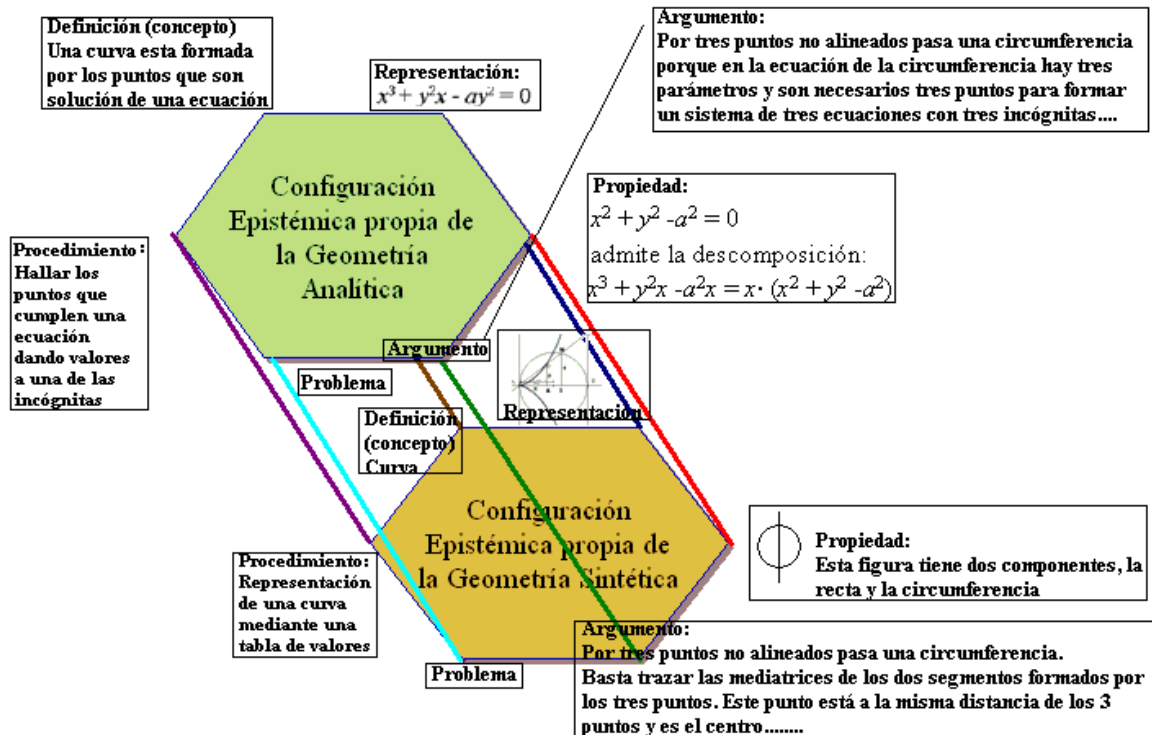 Definición (concepto)
Una curva esta formada
por los puntos que son
solución de una ecuación
Representación:
x³ + y²x - ay² = 0
Argumento:
Por tres puntos no alineados pasa una circumferencia
porque en la ecuación de la circumferencia hay tres
parámetros y son necesarios tres puntos para formar
un sistema de tres ecuaciones con tres incógnitas....
Configuración
Epistémica propia de
la Geometría
Analítica
Propiedad:
x² + y² -a² = 0
admite la descomposición:
x³ + y²x -a²x = x· (x² + y² -a²)
Procedimiento:
Hallar los
puntos que
cumplen una
ecuación
dando valores
a una de las
incógnitas
Argumento
Problema
Representación
Definición
(concepto)
Curva
Configuración
Epistémica propia de
la Geometría Sintética
Propiedad:
Esta figura tiene dos componentes, la
recta y la circumferencia
Procedimiento:
Representación
de una curva
mediante una
tabla de valores
Problema
Argumento:
Por tres puntos no alineados pasa una circumferencia.
Basta trazar las mediatrices de los dos segmentos formados por
los tres puntos. Este punto está a la misma distancia de los 3
puntos y es el centro........